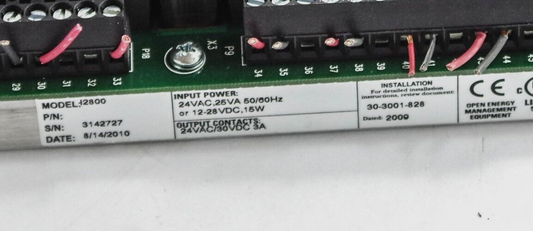 30 31 32 33 P18 X3 P9 34 35 36 37 38 39 40 41
MODEL: i2800
P/N:
S/N: 3142727
DATE: 8/14/2010
INPUT POWER:
24VAC,25VA 50/60Hz
or 12-28VDC,15W
OUTPUT CONTACTS:
24VAC/30VDC 3A
INSTALLATION
For detailed installation
instructions, review document:
30-3001-828
Dated: 2009
CE
OPEN ENERGY
MANAGEMENT
EQUIPMENT